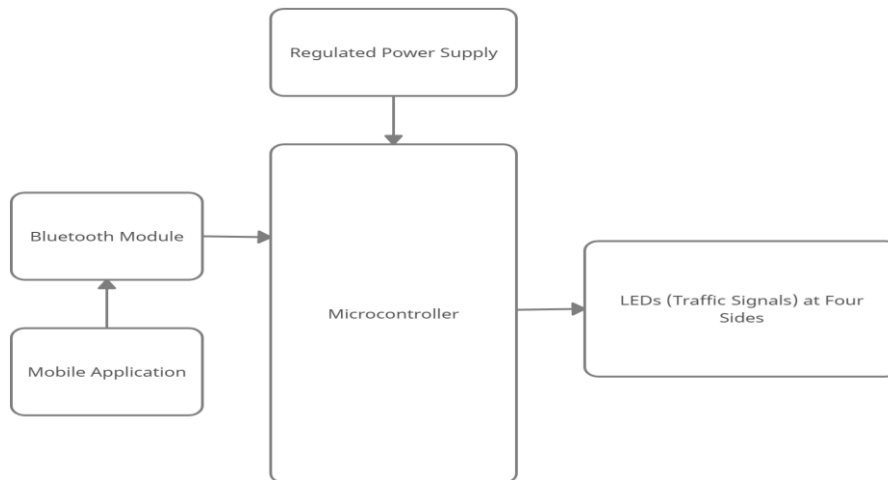 Regulated Power Supply
Bluetooth Module
Microcontroller
LEDs (Traffic Signals) at Four
Sides
Mobile Application